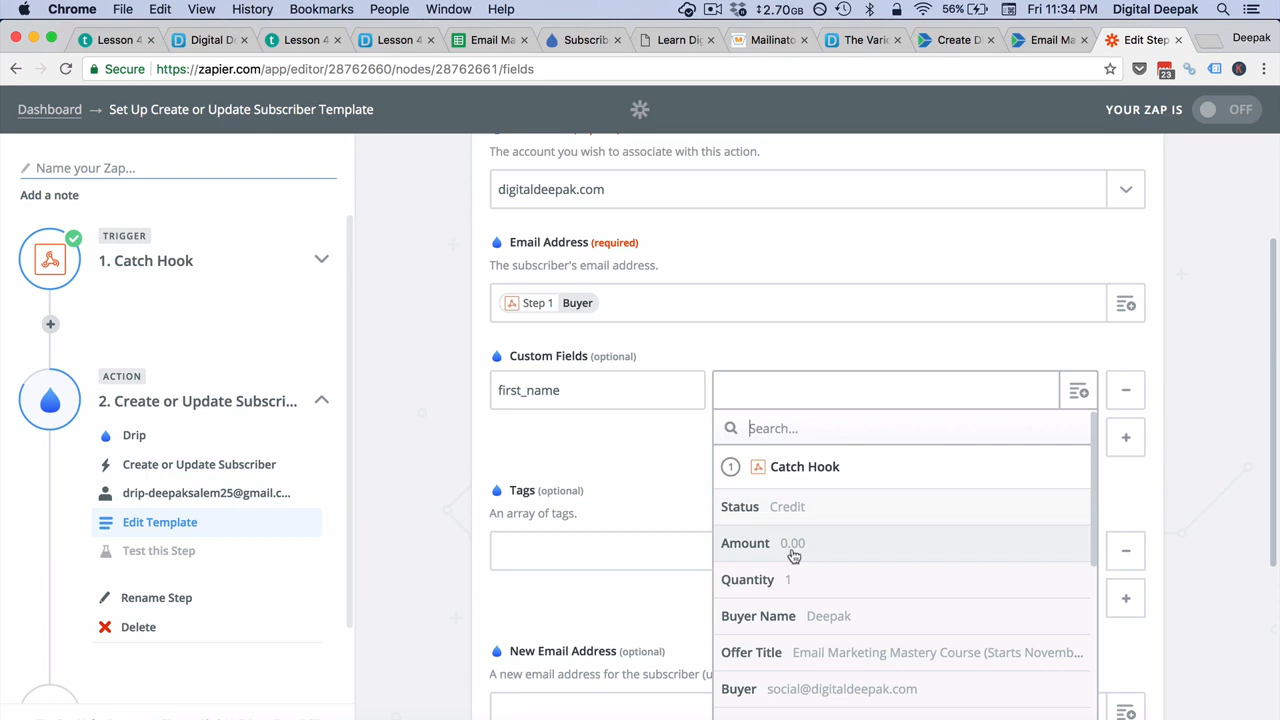 Chrome File Edit View History Bookmarks People Window Help 2.70GB 56% Fri 11:34 PM Digital Deepak
Lesson 4 Digital D Lesson 4 Lesson 4 Email Ma Subscrib Learn Dig Mailinato The Varie Create D Email Ma Edit Step Deepak
Secure https://zapier.com/app/editor/28762660/nodes/28762661/fields 23 K
Dashboard → Set Up Create or Update Subscriber Template YOUR ZAP IS OFF
Name your Zap...
Add a note
TRIGGER
1. Catch Hook
ACTION
2. Create or Update Subscri...
Drip
Create or Update Subscriber
drip-deepaksalem25@gmail.c...
Edit Template
Test this Step
Rename Step
Delete
The account you wish to associate with this action.
digitaldeepak.com
Email Address (required)
The subscriber's email address.
Step 1 Buyer
Custom Fields (optional)
first_name
Search...
1 Catch Hook
Status Credit
Amount 0.00
Quantity 1
Buyer Name Deepak
Offer Title Email Marketing Mastery Course (Starts Novemb...
Buyer social@digitaldeepak.com
Tags (optional)
An array of tags.
New Email Address (optional)
A new email address for the subscriber (u